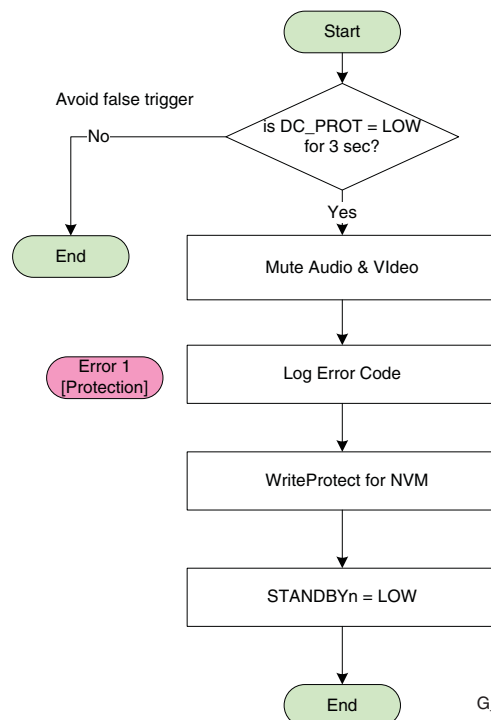 Start
Avoid false trigger
is DC_PROT = LOW
for 3 sec?
No
Yes
End
Mute Audio & VIdeo
Error 1
[Protection]
Log Error Code
WriteProtect for NVM
STANDBYn = LOW
End
G_